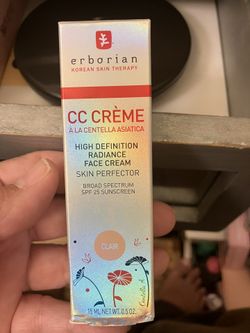 erborian
KOREAN SKIN THERAPY
CC CRÈME
À LA CENTELLA ASIATICA
HIGH DEFINITION
RADIANCE
FACE CREAM
SKIN PERFECTOR
BROAD SPECTRUM
SPF 25 SUNSCREEN
CLAIR
15 ML NET WT. 0.5 OZ.